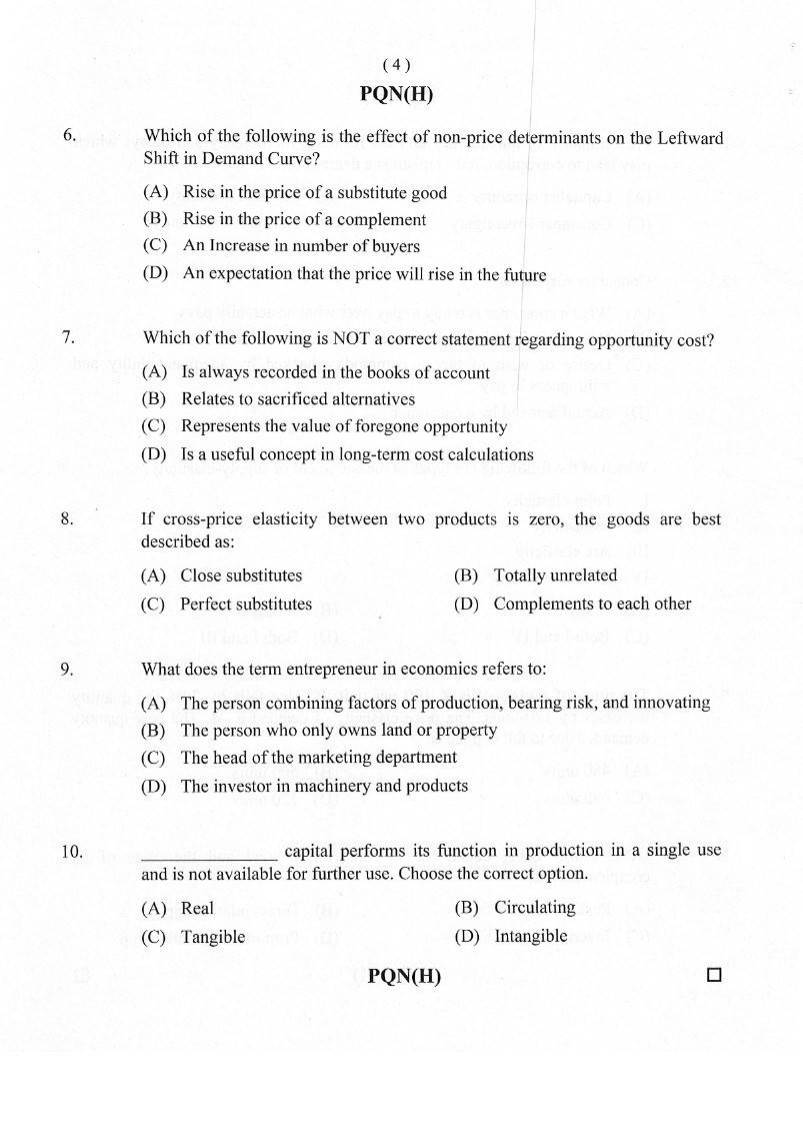 ( 4 )
PQN(H)
6. Which of the following is the effect of non-price determinants on the Leftward
Shift in Demand Curve?
(A) Rise in the price of a substitute good
(B) Rise in the price of a complement
(C) An Increase in number of buyers
(D) An expectation that the price will rise in the future
7. Which of the following is NOT a correct statement regarding opportunity cost?
(A) Is always recorded in the books of account
(B) Relates to sacrificed alternatives
(C) Represents the value of foregone opportunity
(D) Is a useful concept in long-term cost calculations
8. If cross-price elasticity between two products is zero, the goods are best
described as:
(A) Close substitutes (B) Totally unrelated
(C) Perfect substitutes (D) Complements to each other
9. What does the term entrepreneur in economics refers to:
(A) The person combining factors of production, bearing risk, and innovating
(B) The person who only owns land or property
(C) The head of the marketing department
(D) The investor in machinery and products
10. ______________ capital performs its function in production in a single use
and is not available for further use. Choose the correct option.
(A) Real (B) Circulating
(C) Tangible (D) Intangible
PQN(H)